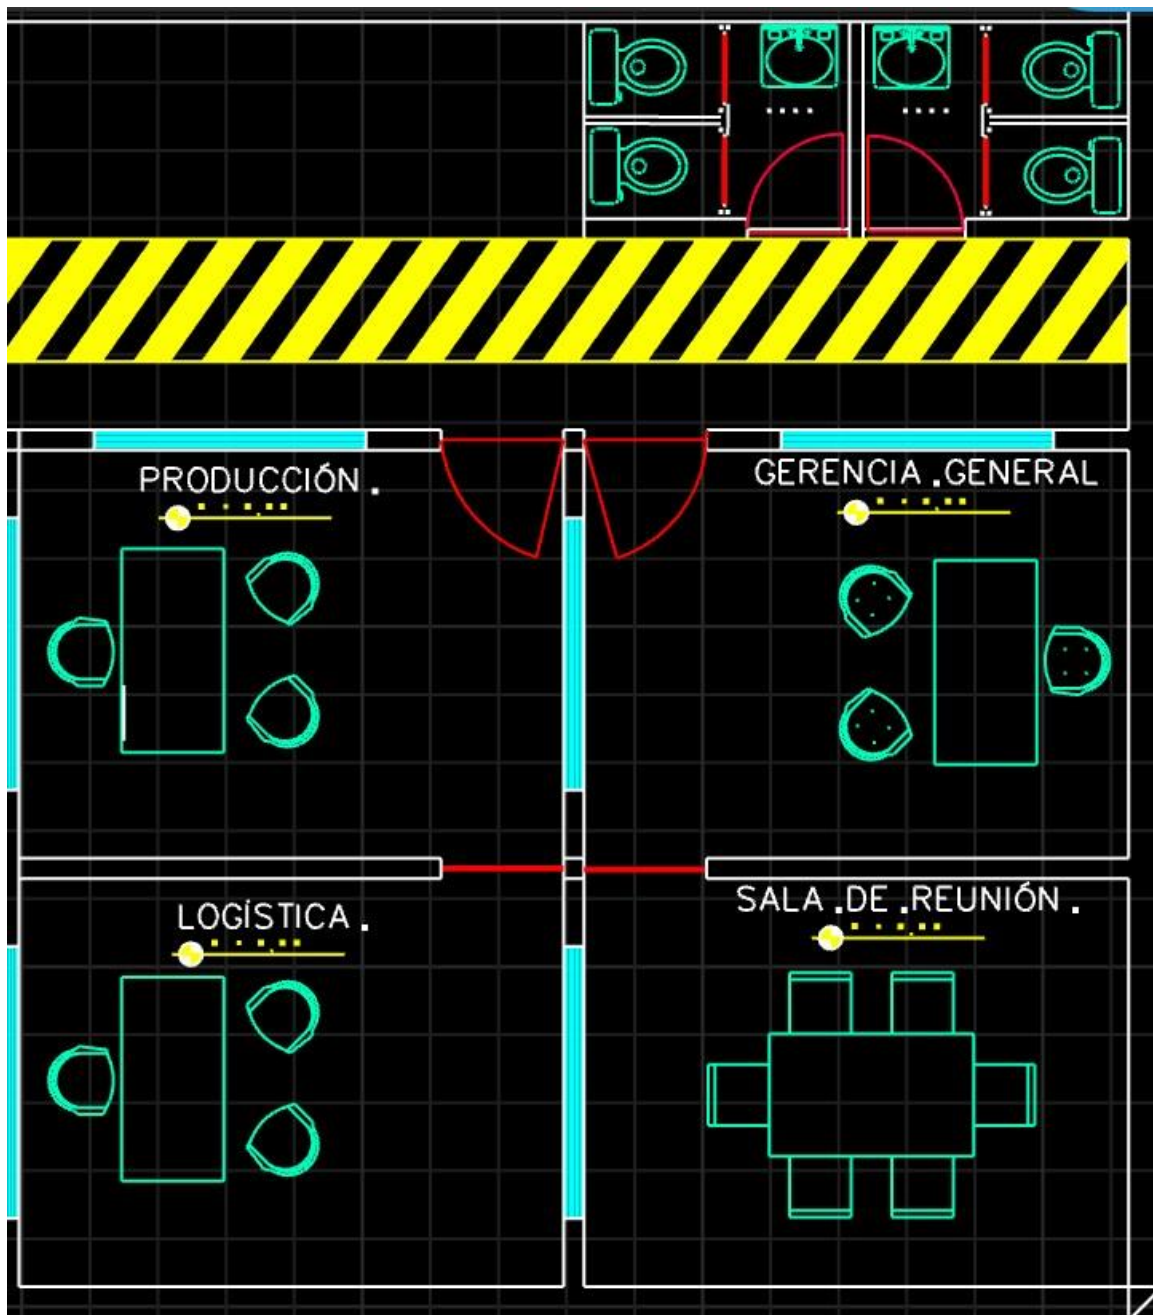 PRODUCCIÓN .
GERENCIA .GENERAL
LOGÍSTICA .
SALA .DE .REUNIÓN .